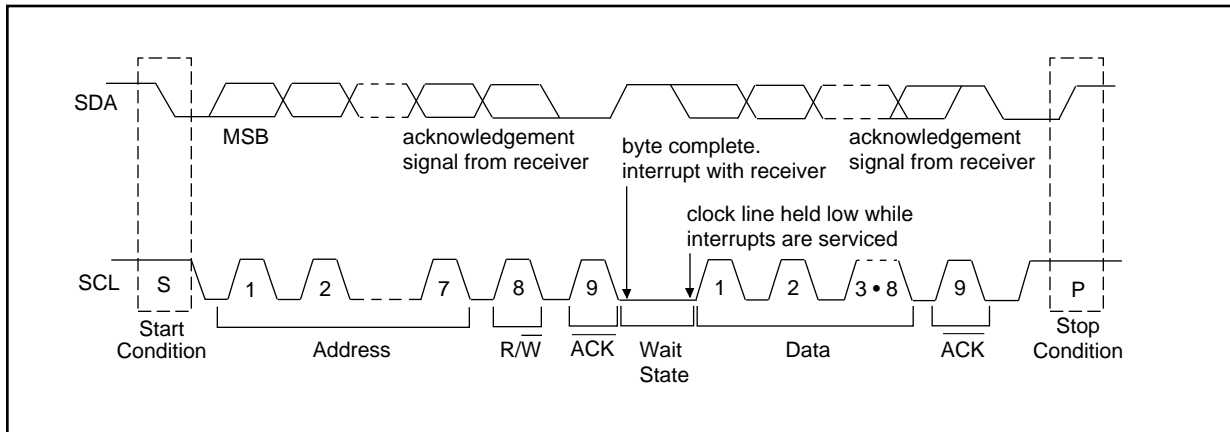 SDA
MSB
acknowledgement
signal from receiver
byte complete.
interrupt with receiver
acknowledgement
signal from receiver
clock line held low while
interrupts are serviced
SCL
S
1
2
7
8
9
1
2
3 • 8
9
P
Start
Condition
Address
R/W̅
A̅C̅K̅
Wait
State
Data
A̅C̅K̅
Stop
Condition